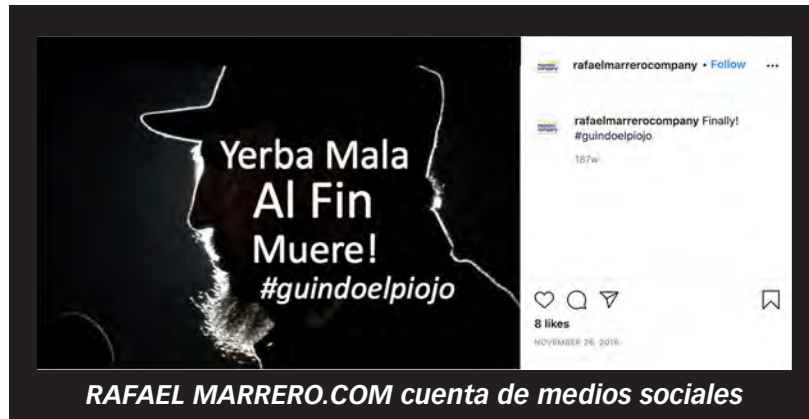 Yerba Mala
Al Fin
Muere!
#guindoelpiojo
rafaelmarrerocompany • Follow
rafaelmarrerocompany Finally!
#guindoelpiojo
187w
8 likes
NOVEMBER 26, 2016
RAFAEL MARRERO.COM cuenta de medios sociales